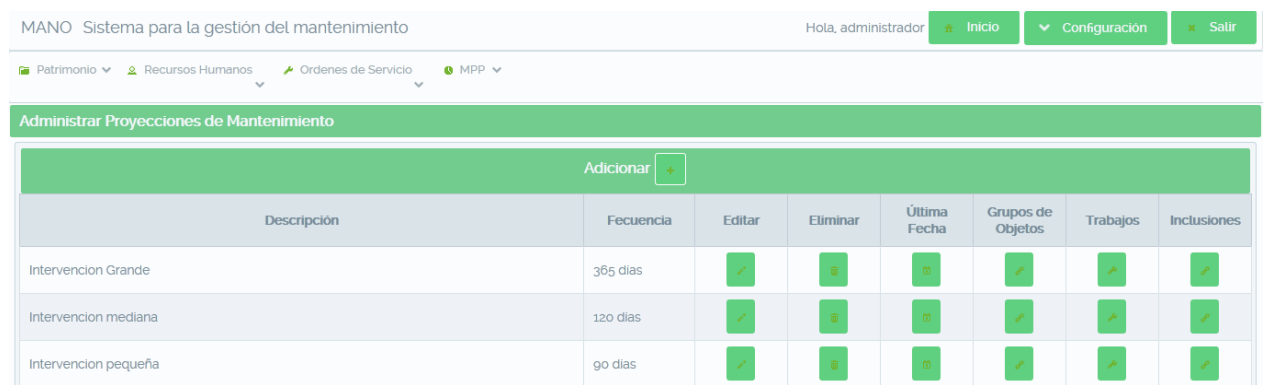 MANO Sistema para la gestión del mantenimiento
Hola, administrador Inicio Configuración Salir
Patrimonio Recursos Humanos Ordenes de Servicio MPP
Administrar Proyecciones de Mantenimiento
Adicionar +
Descripción Fecuencia Editar Eliminar Última Fecha Grupos de Objetos Trabajos Inclusiones
Intervencion Grande 365 dias
Intervencion mediana 120 dias
Intervencion pequeña 90 dias